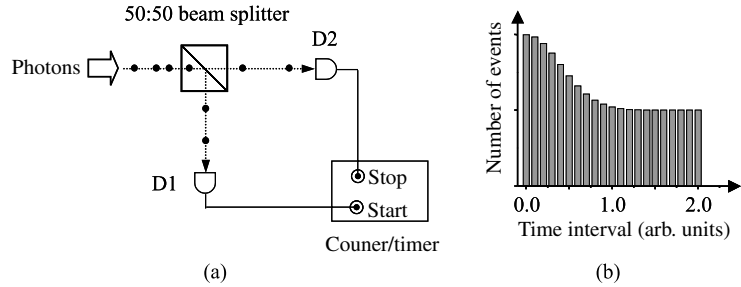 50:50 beam splitter
D2
Photons
D1
Stop
Start
Couner/timer
(a)
Number of events
0.0 1.0 2.0
Time interval (arb. units)
(b)